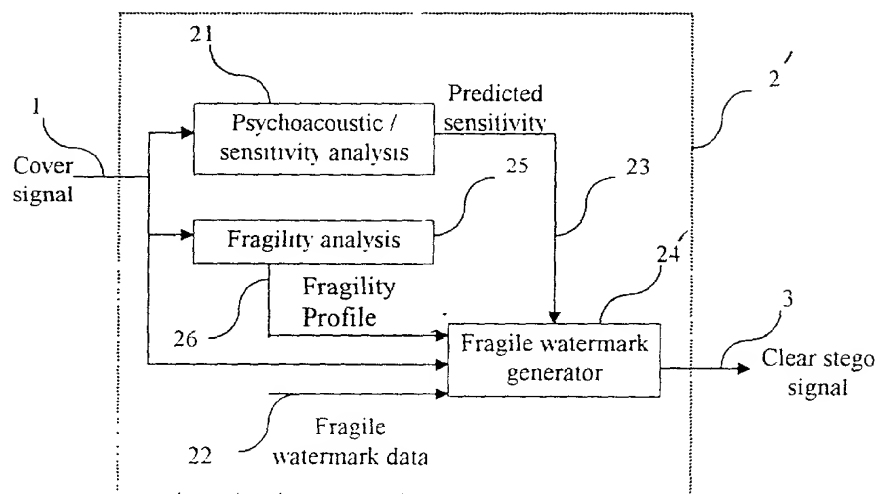 21
2′
1
Predicted
sensitivity
Psychoacoustic /
sensitivity analysis
Cover
signal
25
23
Fragility analysis
24′
Fragility
Profile
26
3
Fragile watermark
generator
Clear stego
signal
Fragile
watermark data
22